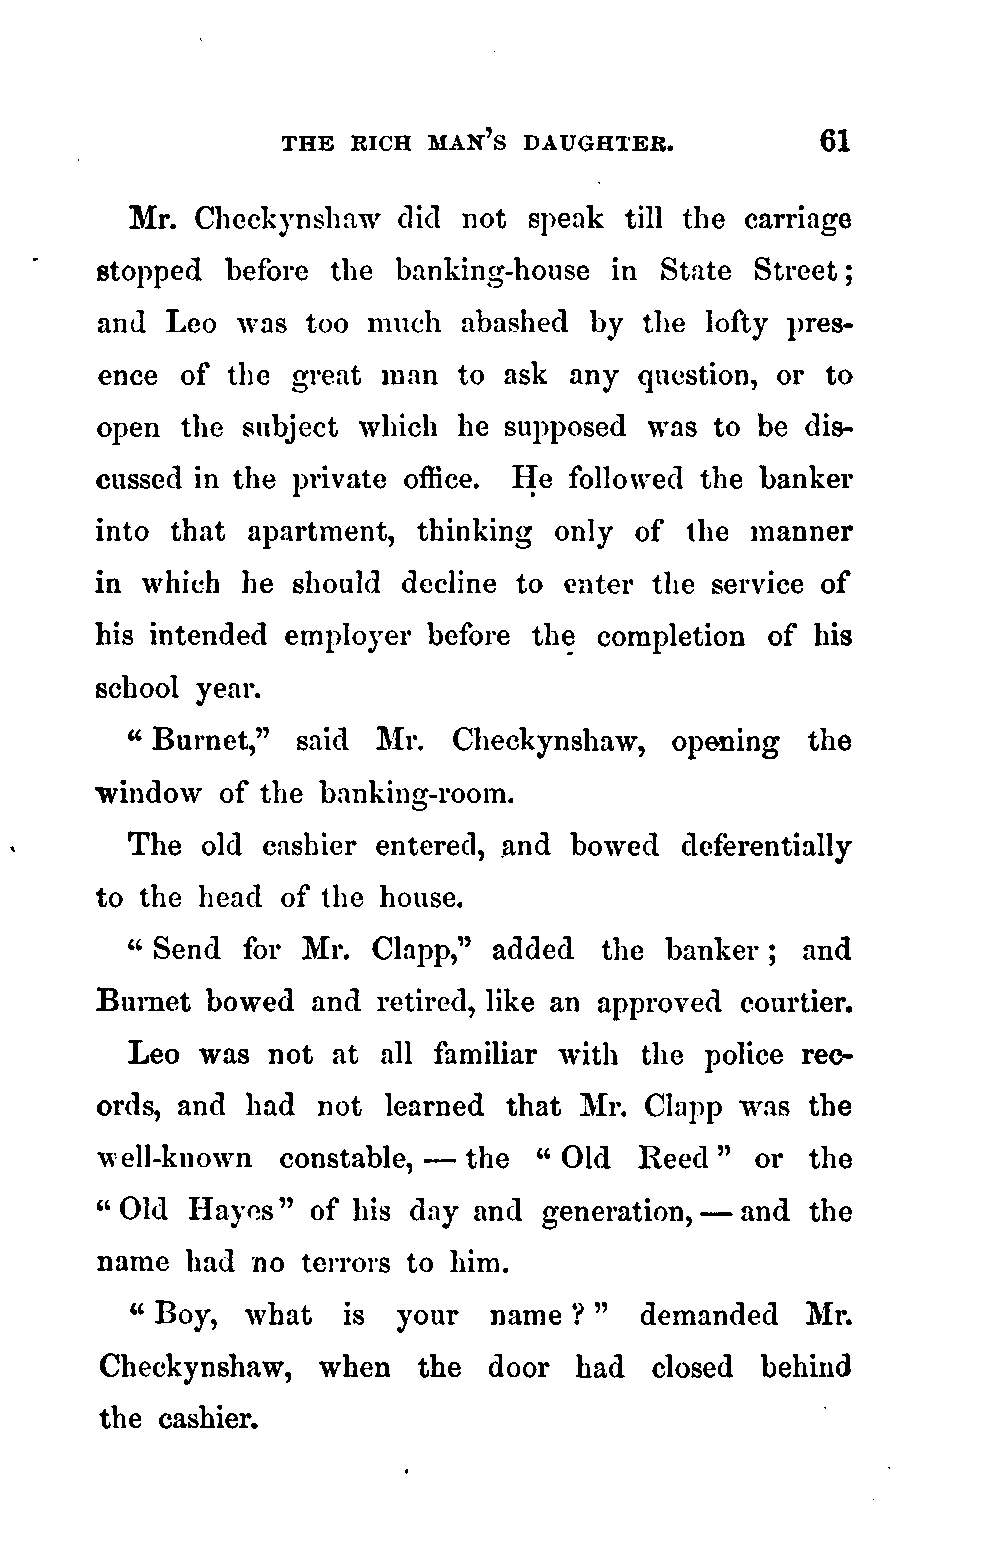 THE RICH MAN'S DAUGHTER. 61
Mr. Checkynshaw did not speak till the carriage
stopped before the banking-house in State Street;
and Leo was too much abashed by the lofty pres-
ence of the great man to ask any question, or to
open the subject which he supposed was to be dis-
cussed in the private office. He followed the banker
into that apartment, thinking only of the manner
in which he should decline to enter the service of
his intended employer before the completion of his
school year.
"Burnet," said Mr. Checkynshaw, opening the
window of the banking-room.
The old cashier entered, and bowed deferentially
to the head of the house.
"Send for Mr. Clapp," added the banker; and
Burnet bowed and retired, like an approved courtier.
Leo was not at all familiar with the police rec-
ords, and had not learned that Mr. Clapp was the
well-known constable, — the "Old Reed" or the
"Old Hayes" of his day and generation, — and the
name had no terrors to him.
"Boy, what is your name?" demanded Mr.
Checkynshaw, when the door had closed behind
the cashier.